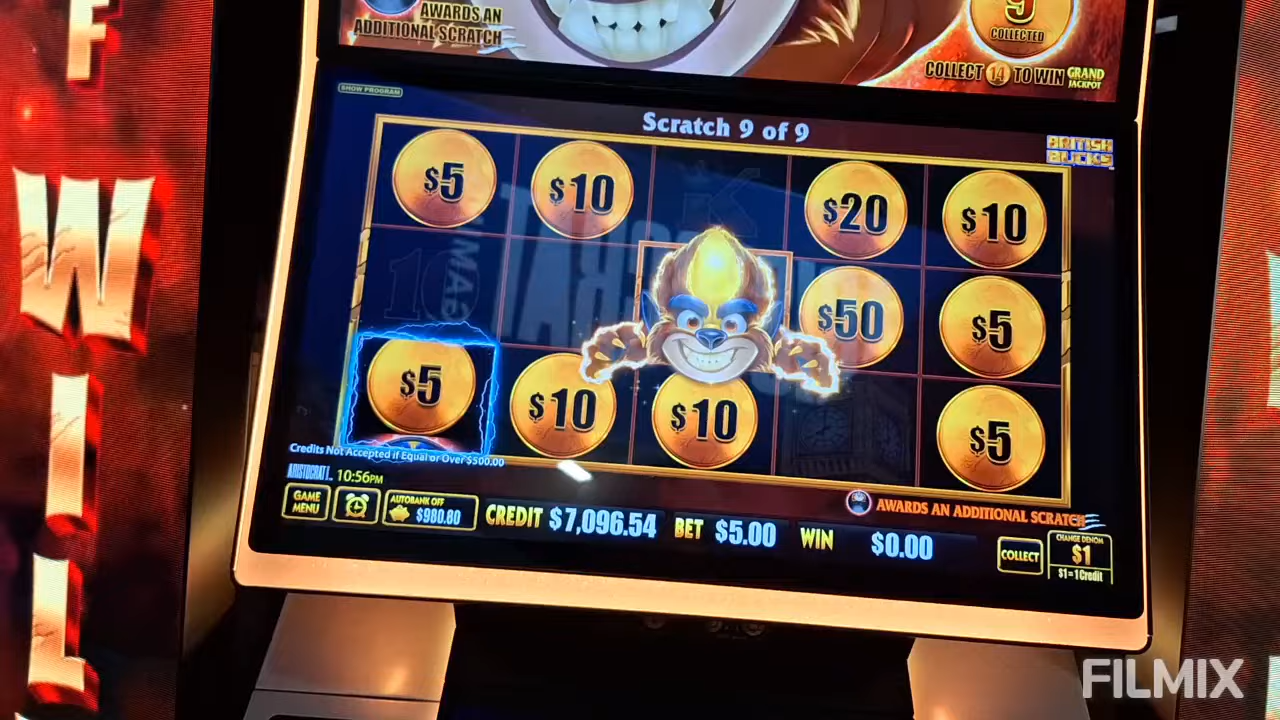 F
W
I
L
AWARDS AN
ADDITIONAL SCRATCH
9
COLLECTED
COLLECT 14 TO WIN GRAND
JACKPOT
SHOW PROGRAM
Scratch 9 of 9
BRITISH
BUCKS
$5
$10
$20
$10
$50
$5
$5
$10
$10
$5
Credits Not Accepted if Equal or Over $500.00
ARISTOCRAT
10:56PM
AWARDS AN ADDITIONAL SCRATCH
GAME
MENU
AUTOBANK OFF
$980.80
CREDIT $7,096.54
BET $5.00
WIN $0.00
COLLECT
CHANGE DENOM
$1
$1=1Credit
FILMIX